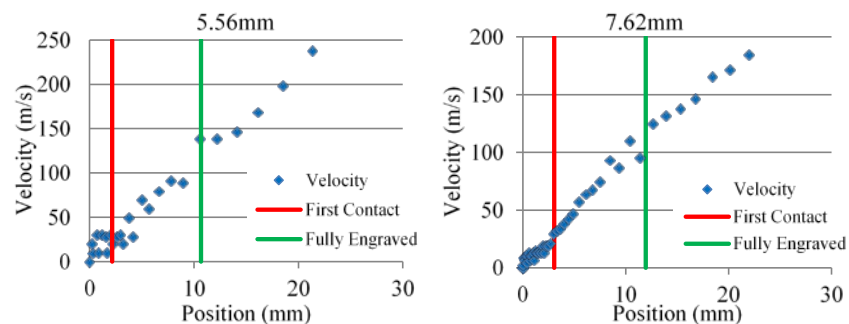 5.56mm
250
200
150
100
50
0
Velocity (m/s)
Velocity
First Contact
Fully Engraved
0 10 20 30
Position (mm)
7.62mm
200
150
100
50
0
Velocity (m/s)
Velocity
First Contact
Fully Engraved
0 10 20 30
Position (mm)